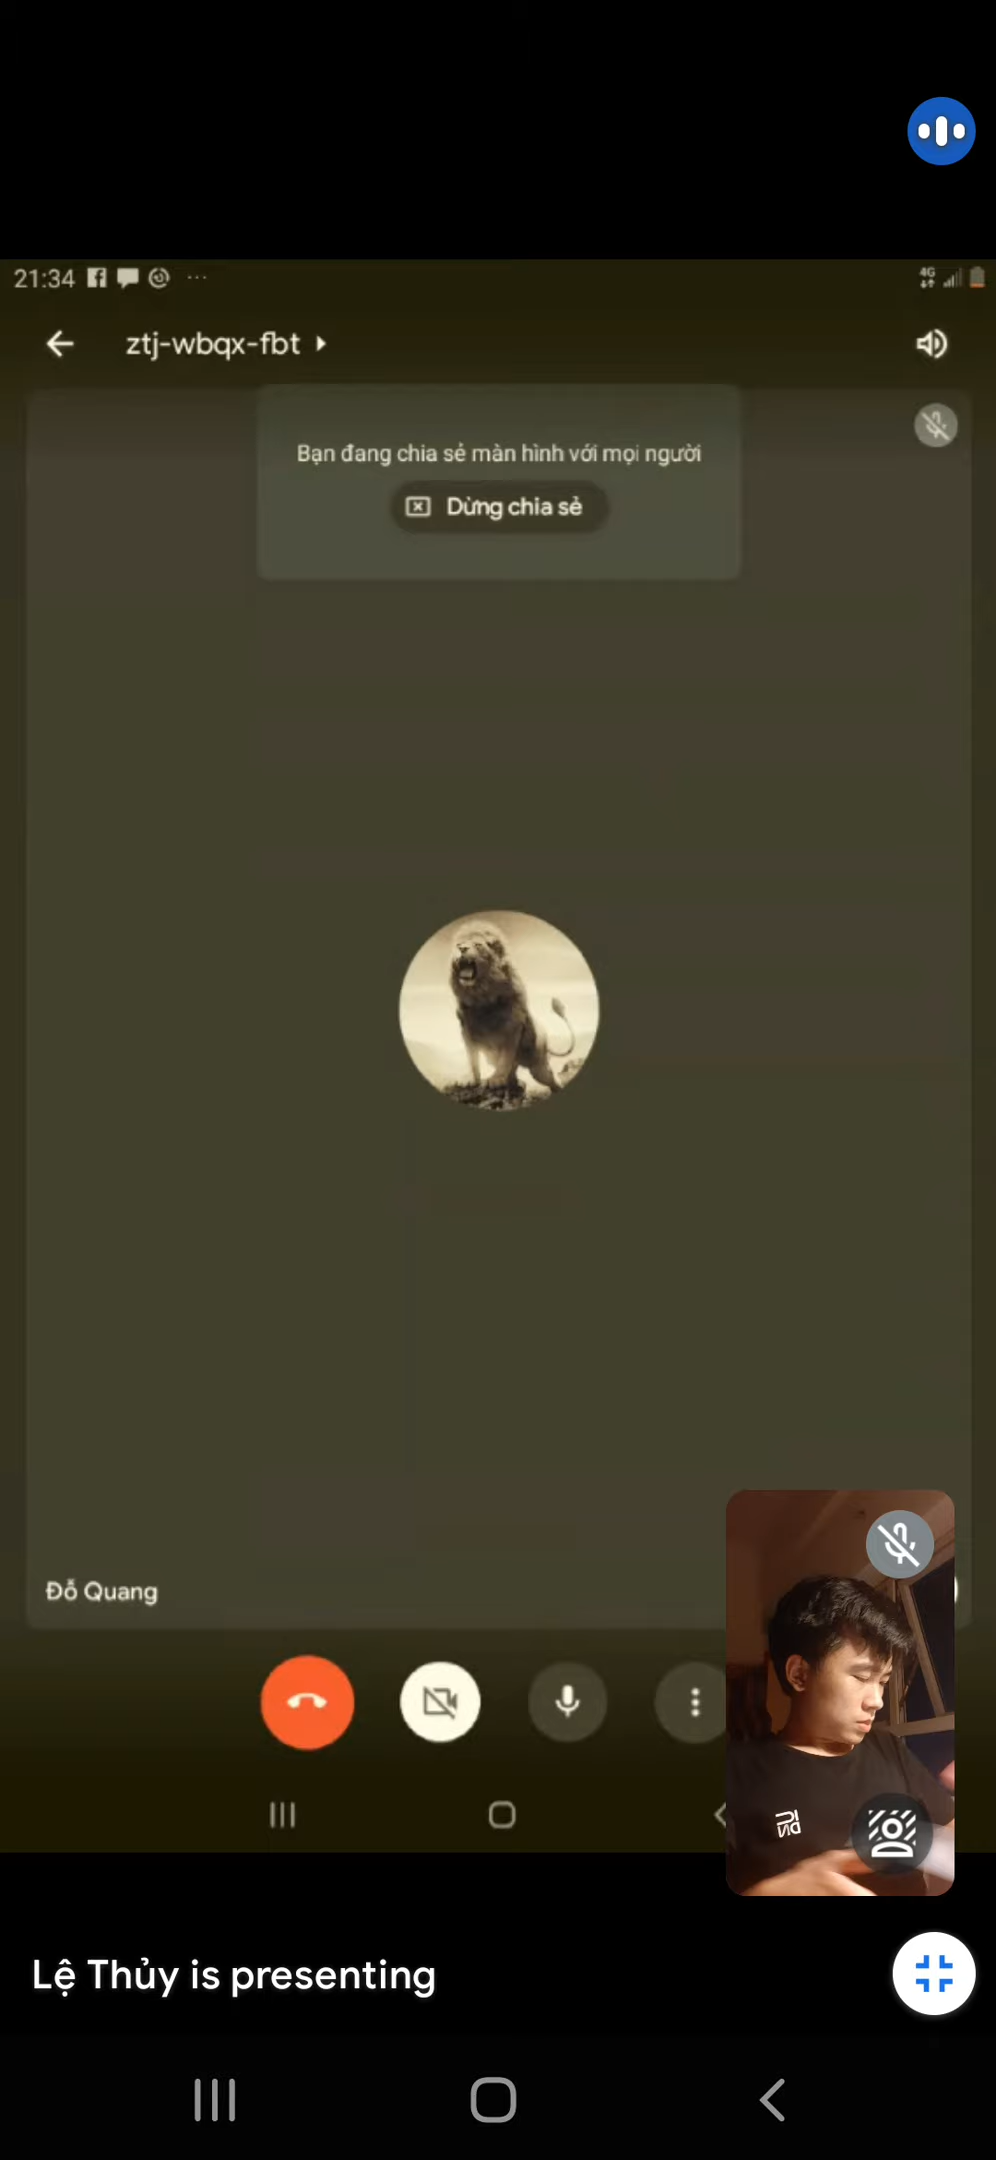 21:34
4G
ztj-wbqx-fbt
Bạn đang chia sẻ màn hình với mọi người
Dừng chia sẻ
Đỗ Quang
Lệ Thủy is presenting